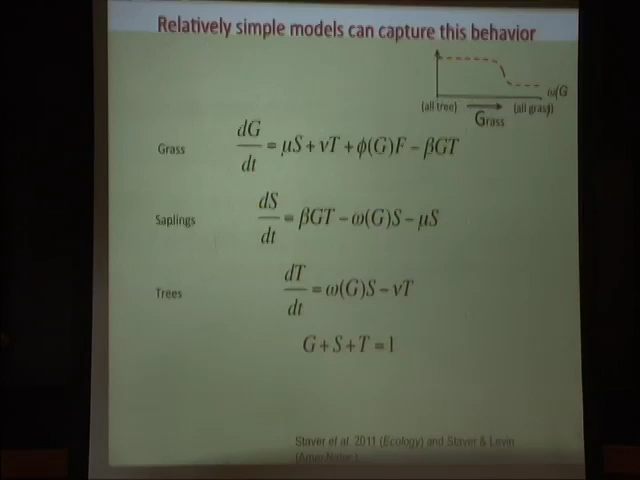 Relatively simple models can capture this behavior
ω(G
(all tree)
(all grass)
Grass
Grass
dG/dt = μS + νT + ϕ(G)F − βGT
Saplings
dS/dt = βGT − ω(G)S − μS
Trees
dT/dt = ω(G)S − νT
G + S + T = 1
Staver et al. 2011 (Ecology) and Staver & Levin